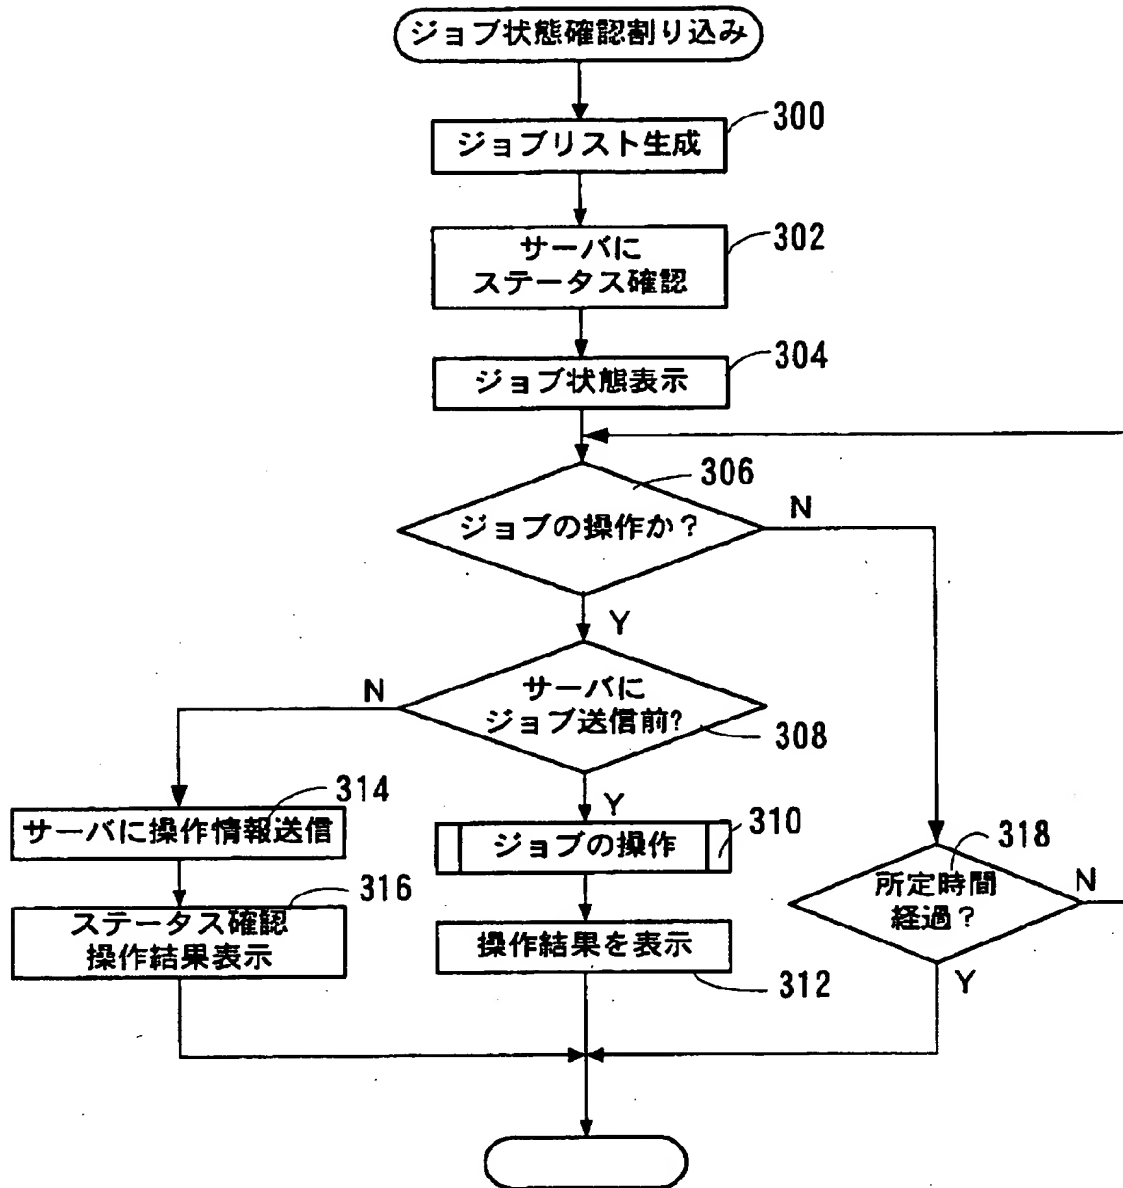 ジョブ状態確認割り込み
300
ジョブリスト生成
302
サーバに
ステータス確認
304
ジョブ状態表示
306
ジョブの操作か?
N
Y
サーバに
ジョブ送信前?
N
308
314
サーバに操作情報送信
Y
ジョブの操作
310
318
所定時間
経過?
N
316
ステータス確認
操作結果表示
操作結果を表示
312
Y